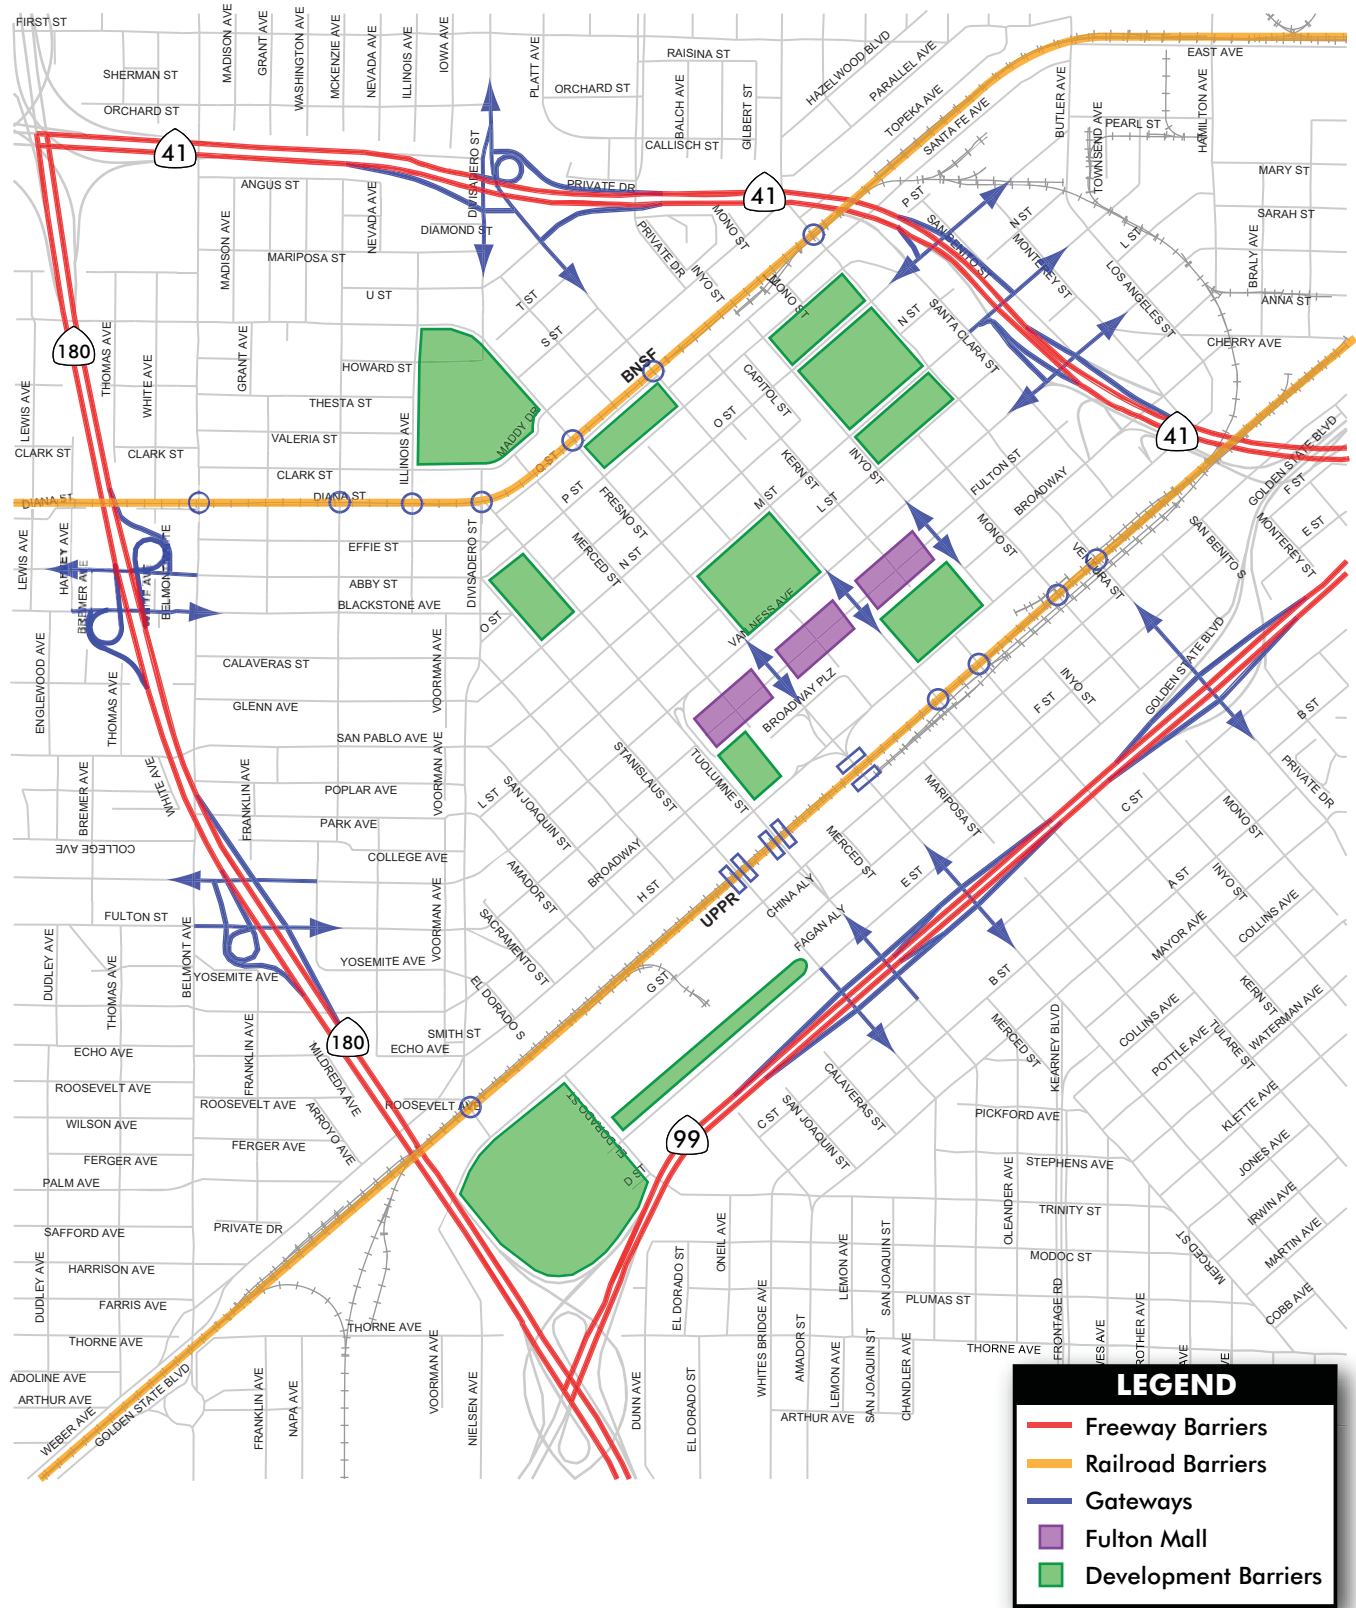 FIRST ST
SHERMAN ST
ORCHARD ST
MADISON AVE
GRANT AVE
WASHINGTON AVE
MCKENZIE AVE
NEVADA AVE
ILLINOIS AVE
IOWA AVE
PLATT AVE
ORCHARD ST
RAISINA ST
BALCH AVE
GILBERT ST
CALLISCH ST
HAZELWOOD BLVD
PARALLEL AVE
TOPEKA AVE
SANTA FE AVE
BUTLER AVE
TOWNSEND AVE
PEARL ST
HAMILTON AVE
EAST AVE
MARY ST
SARAH ST
BRALY AVE
ANNA ST
CHERRY AVE
41
ANGUS ST
NEVADA AVE
MADISON AVE
MARIPOSA ST
DIVISADERO ST
DIAMOND ST
PRIVATE DR
41
MONO ST
PRIVATE DR
INYO ST
MONO ST
P ST
SAN BENITO ST
N ST
MONTEREY ST
L ST
LOS ANGELES ST
U ST
T ST
S ST
N ST
SANTA CLARA ST
180
THOMAS AVE
WHITE AVE
GRANT AVE
LEWIS AVE
HOWARD ST
THESTA ST
VALERIA ST
ILLINOIS AVE
MADDY DR
BNSF
CAPITOL ST
O ST
41
CLARK ST
CLARK ST
CLARK ST
Q ST
DIANA ST
DIANA ST
P ST
FRESNO ST
MERCED ST
N ST
M ST
KERN ST
L ST
INYO ST
FULTON ST
BROADWAY
MONO ST
VENTURA ST
SAN BENITO S
GOLDEN STATE BLVD
F ST
E ST
MONTEREY ST
LEWIS AVE
HARVEY AVE
BREMER AVE
WHITE AVE
EFFIE ST
ABBY ST
BLACKSTONE AVE
DIVISADERO ST
O ST
VAN NESS AVE
BROADWAY PLZ
CALAVERAS ST
GLENN AVE
SAN PABLO AVE
POPLAR AVE
PARK AVE
COLLEGE AVE
ENGLEWOOD AVE
THOMAS AVE
VOORMAN AVE
VOORMAN AVE
F ST
INYO ST
GOLDEN STATE BLVD
B ST
PRIVATE DR
BREMER AVE
COLLEGE AVE
WHITE AVE
FRANKLIN AVE
L ST
SAN JOAQUIN ST
STANISLAUS ST
TUOLUMNE ST
MARIPOSA ST
C ST
MONO ST
AMADOR ST
BROADWAY
H ST
UPPR
CHINA ALY
MERCED ST
E ST
FAGAN ALY
A ST
INYO ST
COLLINS AVE
MAYOR AVE
FULTON ST
DUDLEY AVE
THOMAS AVE
BELMONT AVE
YOSEMITE AVE
YOSEMITE AVE
VOORMAN AVE
SACRAMENTO ST
EL DORADO S
G ST
B ST
MERCED ST
KEARNEY BLVD
KERN ST
WATERMAN AVE
COLLINS AVE
TULARE ST
POTTLE AVE
180
SMITH ST
ECHO AVE
ECHO AVE
FRANKLIN AVE
MILDREDA AVE
ARROYO AVE
ROOSEVELT AVE
ROOSEVELT AVE
ROOSEVELT AVE
WILSON AVE
FERGER AVE
FERGER AVE
PALM AVE
EL DORADO ST
EL DORADO ST
D ST
99
C ST
SAN JOAQUIN ST
CALAVERAS ST
PICKFORD AVE
KLETTE AVE
JONES AVE
STEPHENS AVE
OLEANDER AVE
IRWIN AVE
TRINITY ST
MERCED ST
MARTIN AVE
MODOC ST
COBB AVE
SAFFORD AVE
PRIVATE DR
HARRISON AVE
DUDLEY AVE
FARRIS AVE
THORNE AVE
THORNE AVE
ONEIL AVE
EL DORADO ST
LEMON AVE
SAN JOAQUIN ST
WHITES BRIDGE AVE
PLUMAS ST
FRONTAGE RD
THORNE AVE
ADOLINE AVE
ARTHUR AVE
WEBER AVE
GOLDEN STATE BLVD
FRANKLIN AVE
NAPA AVE
VOORMAN AVE
NIELSEN AVE
DUNN AVE
EL DORADO ST
AMADOR ST
LEMON AVE
SAN JOAQUIN ST
CHANDLER AVE
ARTHUR AVE
LEGEND
Freeway Barriers
Railroad Barriers
Gateways
Fulton Mall
Development Barriers